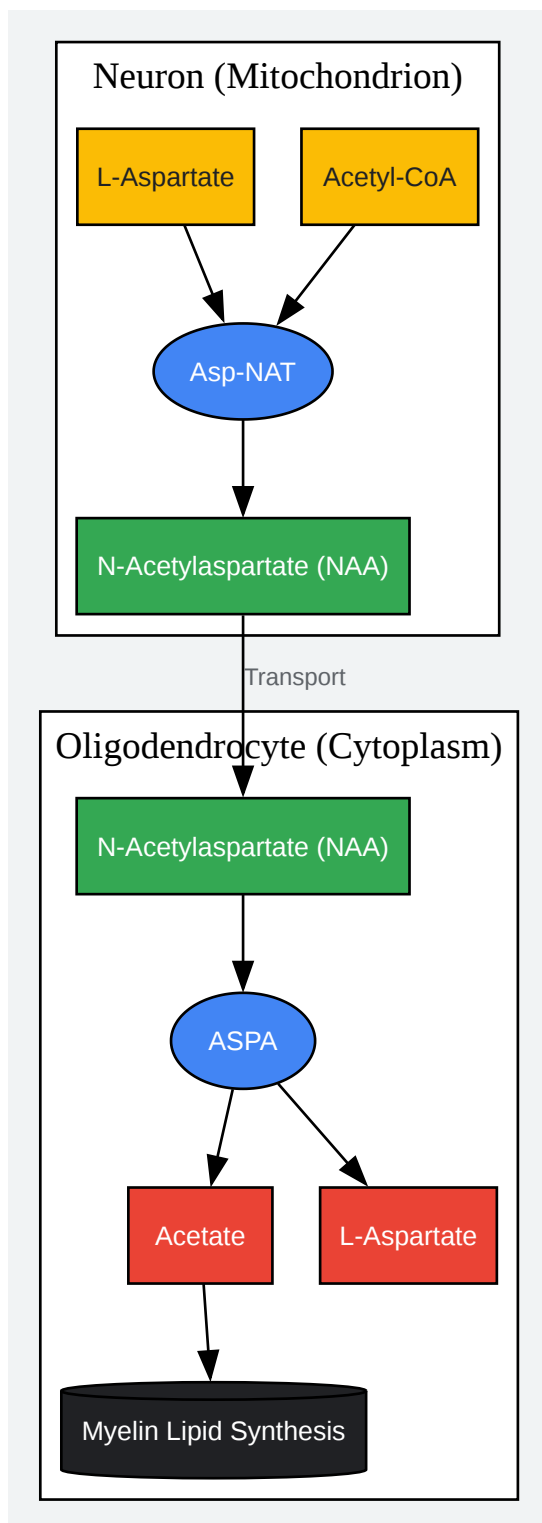 Neuron (Mitochondrion)
L-Aspartate
Acetyl-CoA
Asp-NAT
N-Acetylaspartate (NAA)
Transport
Oligodendrocyte (Cytoplasm)
N-Acetylaspartate (NAA)
ASPA
Acetate
L-Aspartate
Myelin Lipid Synthesis